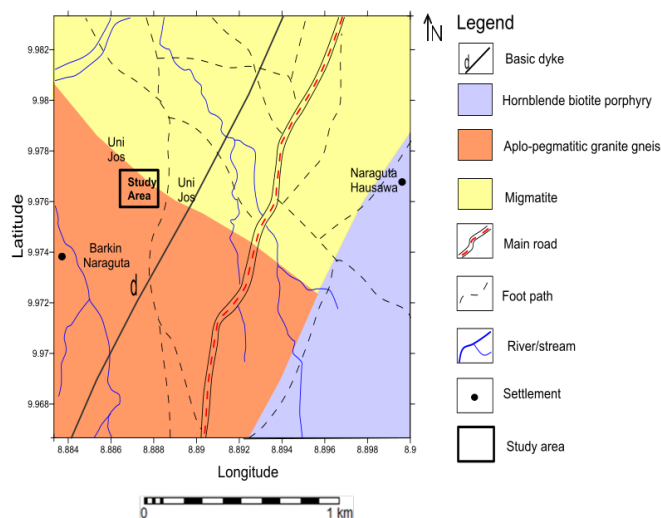 9.982
9.98
9.978
9.976
9.974
9.972
9.97
9.968
Latitude
8.884
8.886
8.888
8.89
8.892
8.894
8.896
8.898
8.9
Longitude
Uni
Jos
Study
Area
Uni
Jos
Naraguta
Hausawa
Barkin
Naraguta
d
N
0
1 km
Legend
d
Basic dyke
Hornblende biotite porphyry
Aplo-pegmatitic granite gneis
Migmatite
Main road
Foot path
River/stream
Settlement
Study area